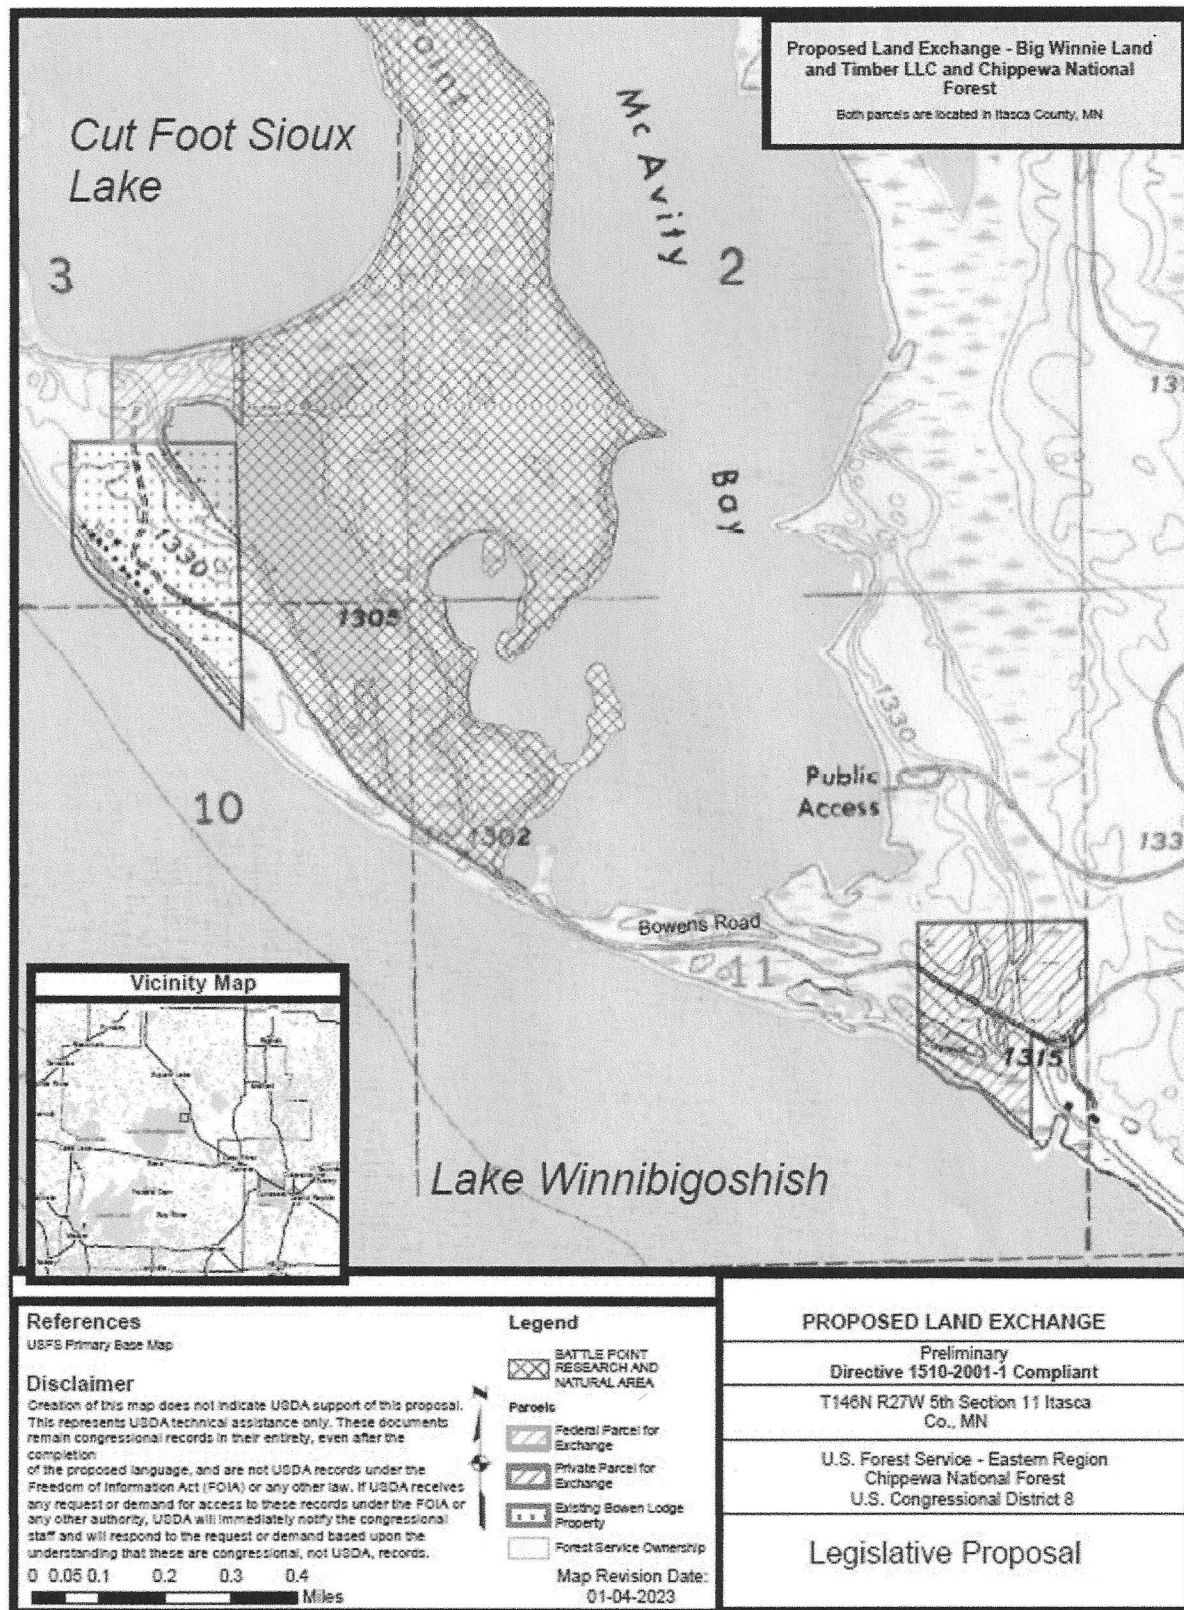 Proposed Land Exchange - Big Winnie Land
and Timber LLC and Chippewa National
Forest
Both parcels are located in Itasca County, MN
Cut Foot Sioux
Lake
Point
McAvity
Bay
3
2
1330
1305
10
1302
1330
Public
Access
133
Bowens Road
11
1315
Lake Winnibigoshish
Vicinity Map
References
USFS Primary Base Map
Disclaimer
Creation of this map does not indicate USDA support of this proposal.
This represents USDA technical assistance only. These documents
remain congressional records in their entirety, even after the
completion
of the proposed language, and are not USDA records under the
Freedom of Information Act (FOIA) or any other law. If USDA receives
any request or demand for access to these records under the FOIA or
any other authority, USDA will immediately notify the congressional
staff and will respond to the request or demand based upon the
understanding that these are congressional, not USDA, records.
0 0.05 0.1 0.2 0.3 0.4
Miles
Legend
BATTLE POINT
RESEARCH AND
NATURAL AREA
Parcels
Federal Parcel for
Exchange
Private Parcel for
Exchange
Existing Bowen Lodge
Property
Forest Service Ownership
N
Map Revision Date:
01-04-2023
PROPOSED LAND EXCHANGE
Preliminary
Directive 1510-2001-1 Compliant
T146N R27W 5th Section 11 Itasca
Co., MN
U.S. Forest Service - Eastern Region
Chippewa National Forest
U.S. Congressional District 8
Legislative Proposal